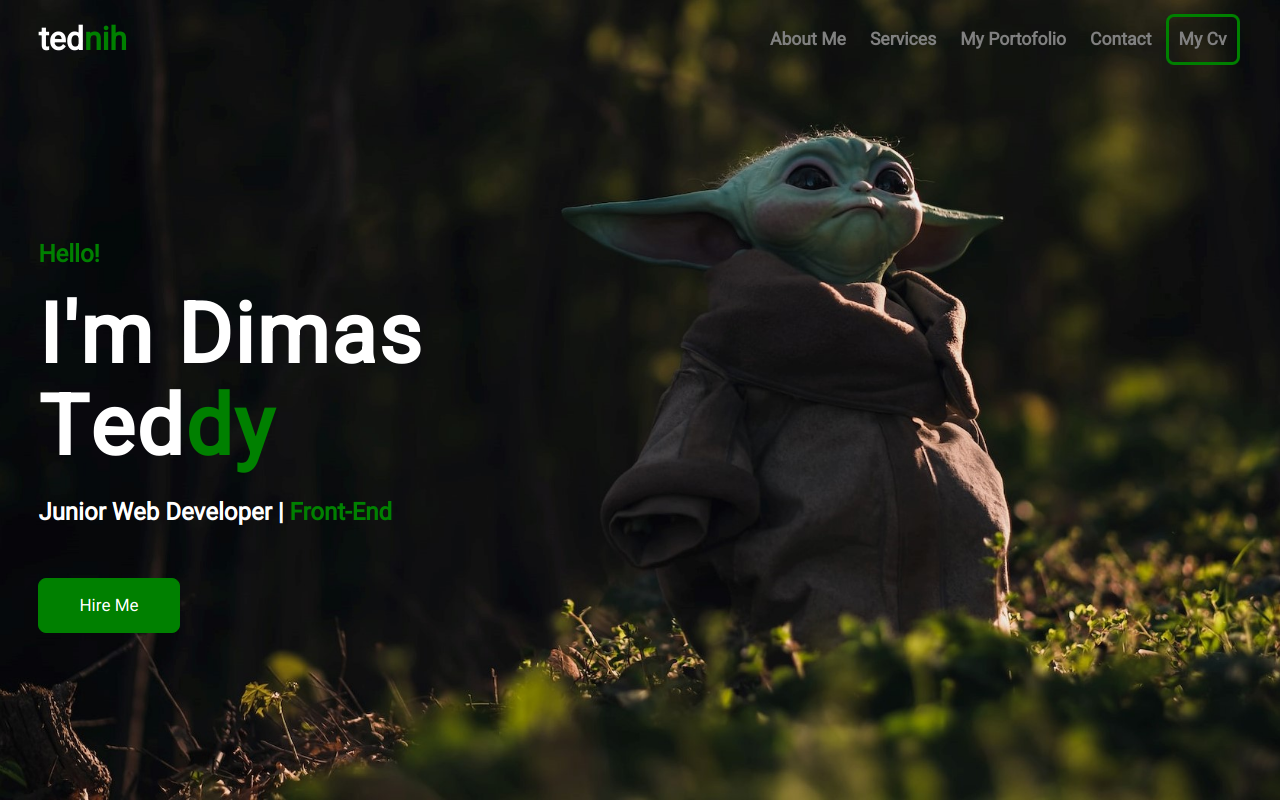 tednih
About Me
Services
My Portofolio
Contact
My Cv
Hello!
I'm Dimas
Teddy
Junior Web Developer | Front-End
Hire Me